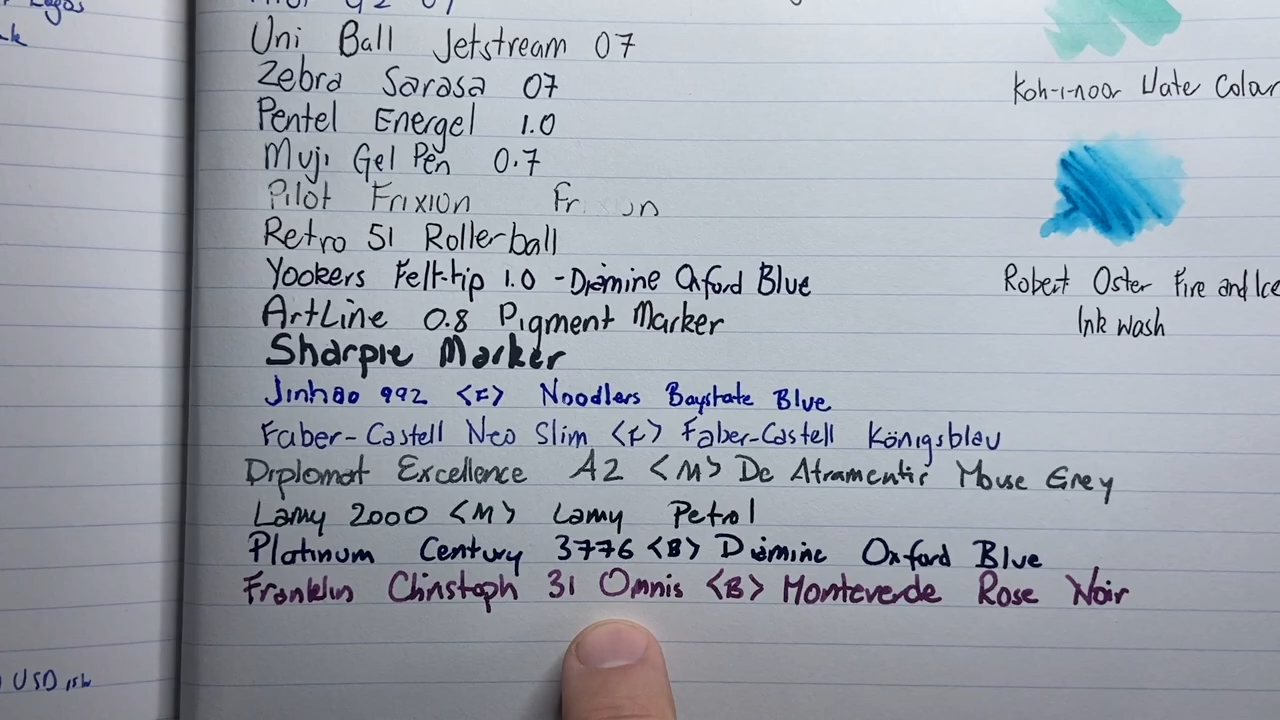 Uni Ball Jetstream 07
Zebra Sarasa 07
Pentel Energel 1.0
Muji Gel Pen 0.7
Pilot Frixion Fr
Retro 51 Rollerball
Yookers Felt-tip 1.0 - Diamine Oxford Blue
ArtLine 0.8 Pigment Marker
Sharpie Marker
Jinhao 992 <F> Noodlers Baystate Blue
Faber-Castell Neo Slim <F> Faber-Castell Königsblau
Diplomat Excellence A2 <M> De Atramentis Mouse Grey
Lamy 2000 <M> Lamy Petrol
Platinum Century 3776 <B> Diamine Oxford Blue
Franklin Christoph 31 Omnis <B> Monteverde Rose Noir
Koh-i-noor Water Colour
Robert Oster Fire and Ice
Ink wash
USD